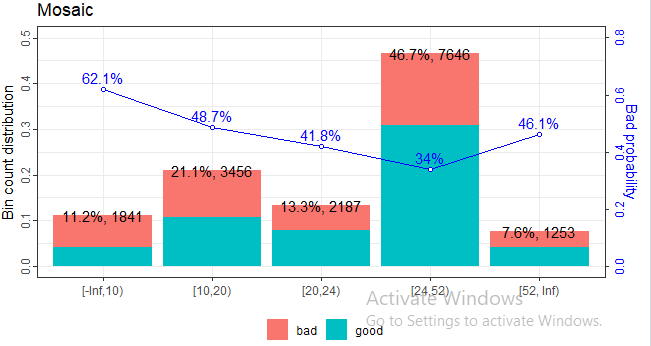 Mosaic
Bin count distribution
0.5
0.4
0.3
0.2
0.1
0.0
62.1%
48.7%
41.8%
34%
46.1%
11.2%, 1841
21.1%, 3456
13.3%, 2187
46.7%, 7646
7.6%, 1253
0.8
0.6
0.4
0.2
0.0
Bad probability
[-Inf,10)
[10,20)
[20,24)
[24,52)
[52, Inf)
bad
good
Activate Windows
Go to Settings to activate Windows.